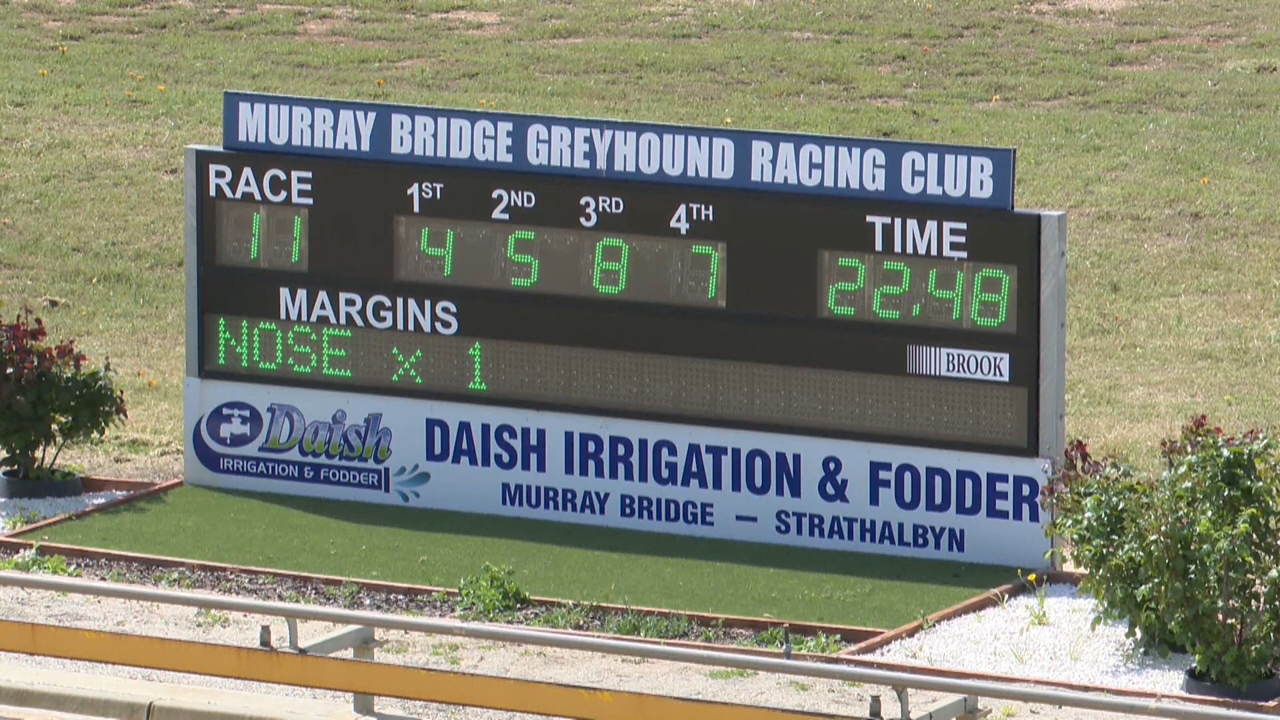 MURRAY BRIDGE GREYHOUND RACING CLUB
RACE 1ST 2ND 3RD 4TH TIME
11 4 5 8 7 22.48
MARGINS
NOSE x 1
BROOK
Daish
IRRIGATION & FODDER
DAISH IRRIGATION & FODDER
MURRAY BRIDGE — STRATHALBYN